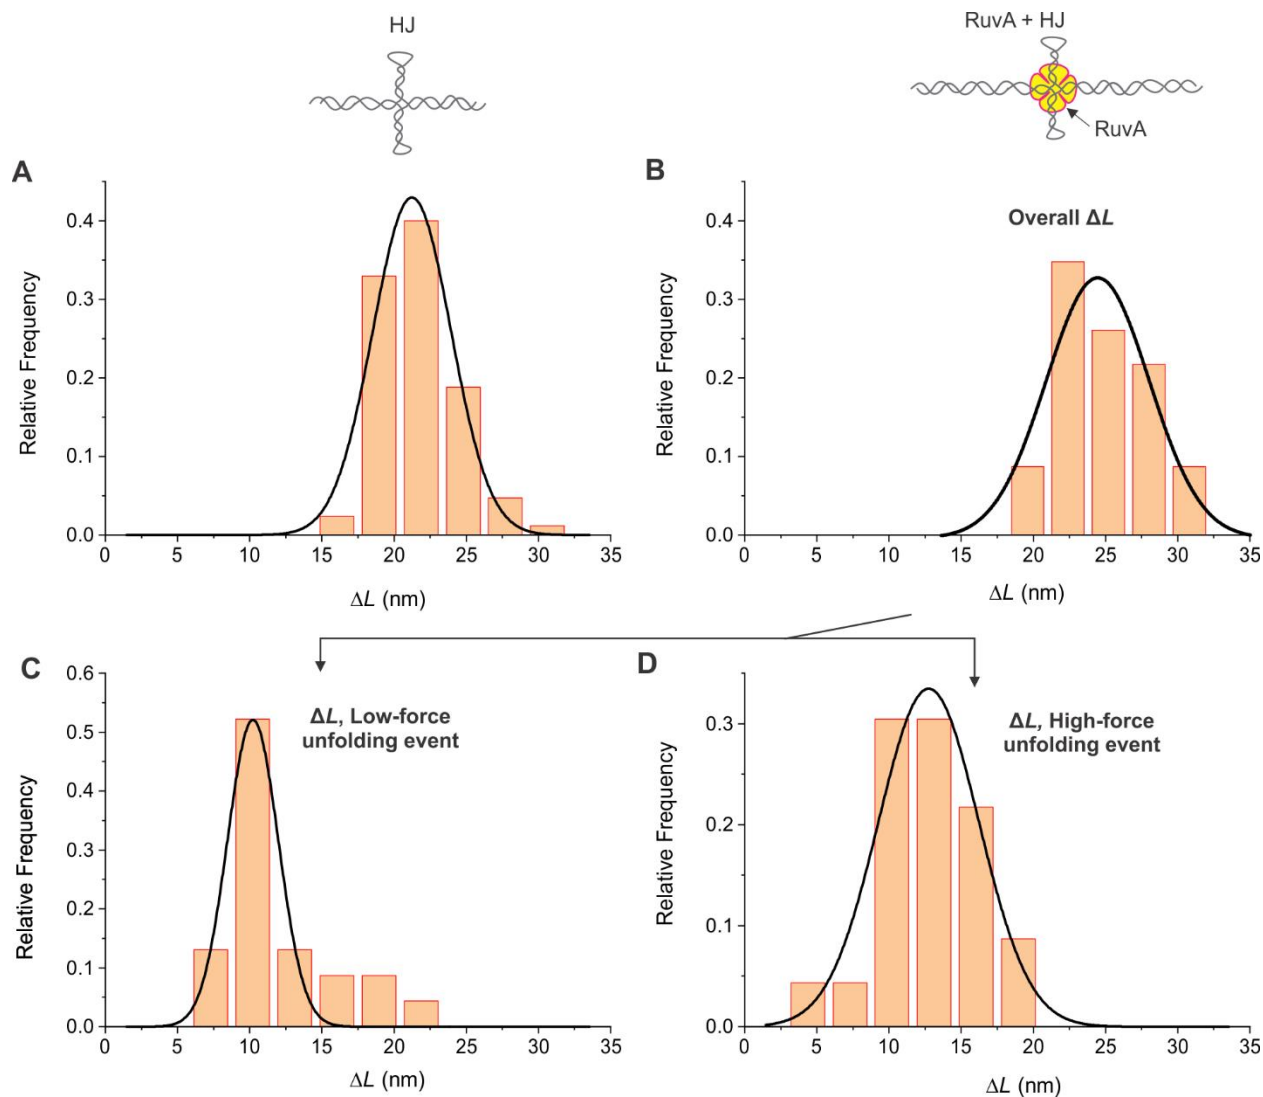 HJ
RuvA + HJ
RuvA
A
Relative Frequency
0.4
0.3
0.2
0.1
0.0
0 5 10 15 20 25 30 35
ΔL (nm)
B
Overall ΔL
Relative Frequency
0.4
0.3
0.2
0.1
0.0
0 5 10 15 20 25 30 35
ΔL (nm)
C
ΔL, Low-force
unfolding event
Relative Frequency
0.6
0.5
0.4
0.3
0.2
0.1
0.0
0 5 10 15 20 25 30 35
ΔL (nm)
D
ΔL, High-force
unfolding event
Relative Frequency
0.3
0.2
0.1
0.0
0 5 10 15 20 25 30 35
ΔL (nm)